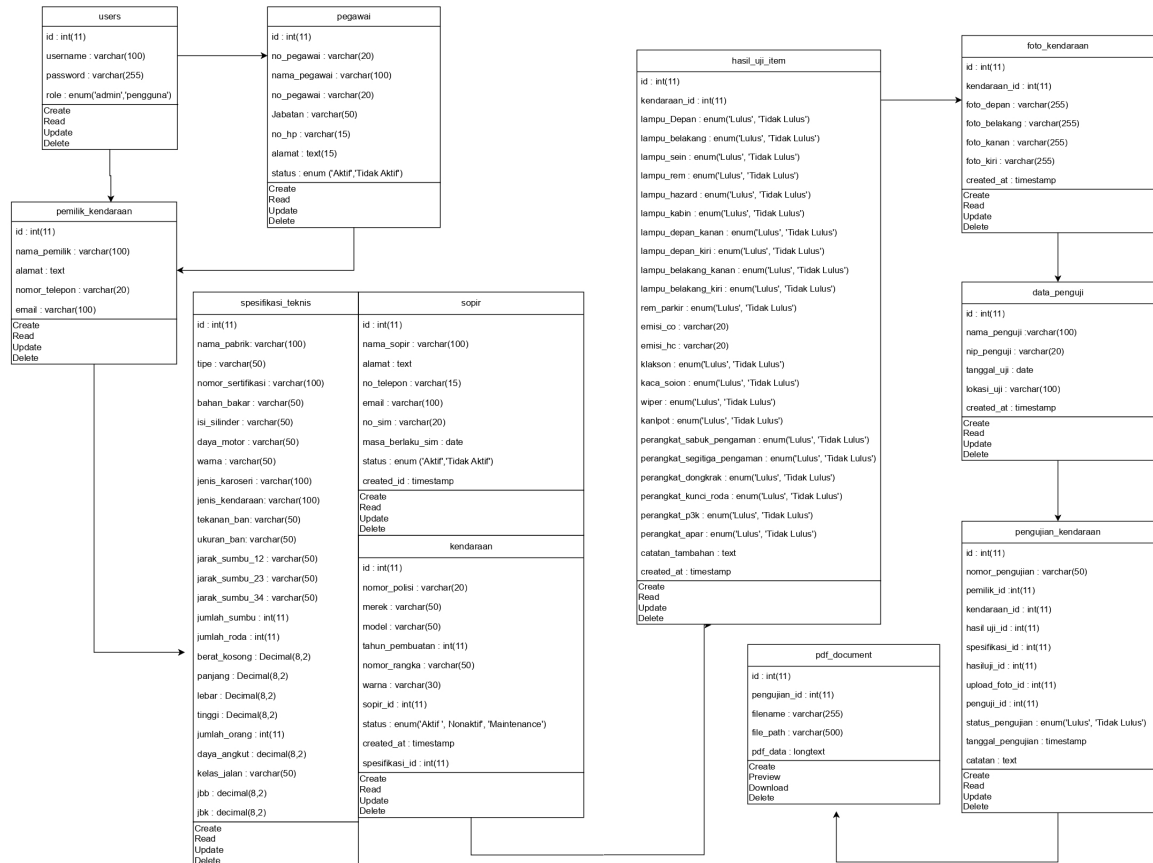 users
id : int(11)
username : varchar(100)
password : varchar(255)
role : enum('admin','pengguna')
Create
Read
Update
Delete
pegawai
id : int(11)
no_pegawai : varchar(20)
nama_pegawai : varchar(100)
no_pegawai : varchar(20)
Jabatan : varchar(50)
no_hp : varchar(15)
alamat : text(15)
status : enum ('Aktif','Tidak Aktif')
Create
Read
Update
Delete
pemilik_kendaraan
id : int(11)
nama_pemilik : varchar(100)
alamat : text
nomor_telepon : varchar(20)
email : varchar(100)
Create
Read
Update
Delete
spesifikasi_teknis
id : int(11)
nama_pabrik: varchar(100)
tipe : varchar(50)
nomor_sertifikasi : varchar(100)
bahan_bakar : varchar(50)
isi_silinder : varchar(50)
daya_motor : varchar(50)
warna : varchar(50)
jenis_karoseri : varchar(100)
jenis_kendaraan: varchar(100)
tekanan_ban: varchar(50)
ukuran_ban: varchar(50)
jarak_sumbu_12 : varchar(50)
jarak_sumbu_23 : varchar(50)
jarak_sumbu_34 : varchar(50)
jumlah_sumbu : int(11)
jumlah_roda : int(11)
berat_kosong : Decimal(8,2)
panjang : Decimal(8,2)
lebar : Decimal(8,2)
tinggi : Decimal(8,2)
jumlah_orang : int(11)
daya_angkut : decimal(8,2)
kelas_jalan : varchar(50)
jbb : decimal(8,2)
jbk : decimal(8,2)
Create
Read
Update
Delete
sopir
id : int(11)
nama_sopir : varchar(100)
alamat : text
no_telepon : varchar(15)
email : varchar(100)
no_sim : varchar(20)
masa_berlaku_sim : date
status : enum ('Aktif','Tidak Aktif')
created_id : timestamp
Create
Read
Update
Delete
kendaraan
id : int(11)
nomor_polisi : varchar(20)
merek : varchar(50)
model : varchar(50)
tahun_pembuatan : int(11)
nomor_rangka : varchar(50)
warna : varchar(30)
sopir_id : int(11)
status : enum('Aktif ', Nonaktif', 'Maintenance')
created_at : timestamp
spesifikasi_id : int(11)
Create
Read
Update
Delete
hasil_uji_item
id : int(11)
kendaraan_id : int(11)
lampu_Depan : enum('Lulus', 'Tidak Lulus')
lampu_belakang : enum('Lulus', 'Tidak Lulus')
lampu_sein : enum('Lulus', 'Tidak Lulus')
lampu_rem : enum('Lulus', 'Tidak Lulus')
lampu_hazard : enum('Lulus', 'Tidak Lulus')
lampu_kabin : enum('Lulus', 'Tidak Lulus')
lampu_depan_kanan : enum('Lulus', 'Tidak Lulus')
lampu_depan_kiri : enum('Lulus', 'Tidak Lulus')
lampu_belakang_kanan : enum('Lulus', 'Tidak Lulus')
lampu_belakang_kiri : enum('Lulus', 'Tidak Lulus')
rem_parkir : enum('Lulus', 'Tidak Lulus')
emisi_co : varchar(20)
emisi_hc : varchar(20)
klakson : enum('Lulus', 'Tidak Lulus')
kaca_soion : enum('Lulus', 'Tidak Lulus')
wiper : enum('Lulus', 'Tidak Lulus')
kanlpot : enum('Lulus', 'Tidak Lulus')
perangkat_sabuk_pengaman : enum('Lulus', 'Tidak Lulus')
perangkat_segitiga_pengaman : enum('Lulus', 'Tidak Lulus')
perangkat_dongkrak : enum('Lulus', 'Tidak Lulus')
perangkat_kunci_roda : enum('Lulus', 'Tidak Lulus')
perangkat_p3k : enum('Lulus', 'Tidak Lulus')
perangkat_apar : enum('Lulus', 'Tidak Lulus')
catatan_tambahan : text
created_at : timestamp
Create
Read
Update
Delete
foto_kendaraan
id : int(11)
kendaraan_id : int(11)
foto_depan : varchar(255)
foto_belakang : varchar(255)
foto_kanan : varchar(255)
foto_kiri : varchar(255)
created_at : timestamp
Create
Read
Update
Delete
data_penguji
id : int(11)
nama_penguji :varchar(100)
nip_penguji : varchar(20)
tanggal_uji : date
lokasi_uji : varchar(100)
created_at : timestamp
Create
Read
Update
Delete
pengujian_kendaraan
id : int(11)
nomor_pengujian : varchar(50)
pemilik_id :int(11)
kendaraan_id : int(11)
hasil uji_id : int(11)
spesifikasi_id : int(11)
hasiluji_id : int(11)
upload_foto_id : int(11)
penguji_id : int(11)
status_pengujian : enum('Lulus', 'Tidak Lulus')
tanggal_pengujian : timestamp
catatan : text
Create
Read
Update
Delete
pdf_document
id : int(11)
pengujian_id : int(11)
filename : varchar(255)
file_path : varchar(500)
pdf_data : longtext
Create
Preview
Download
Delete